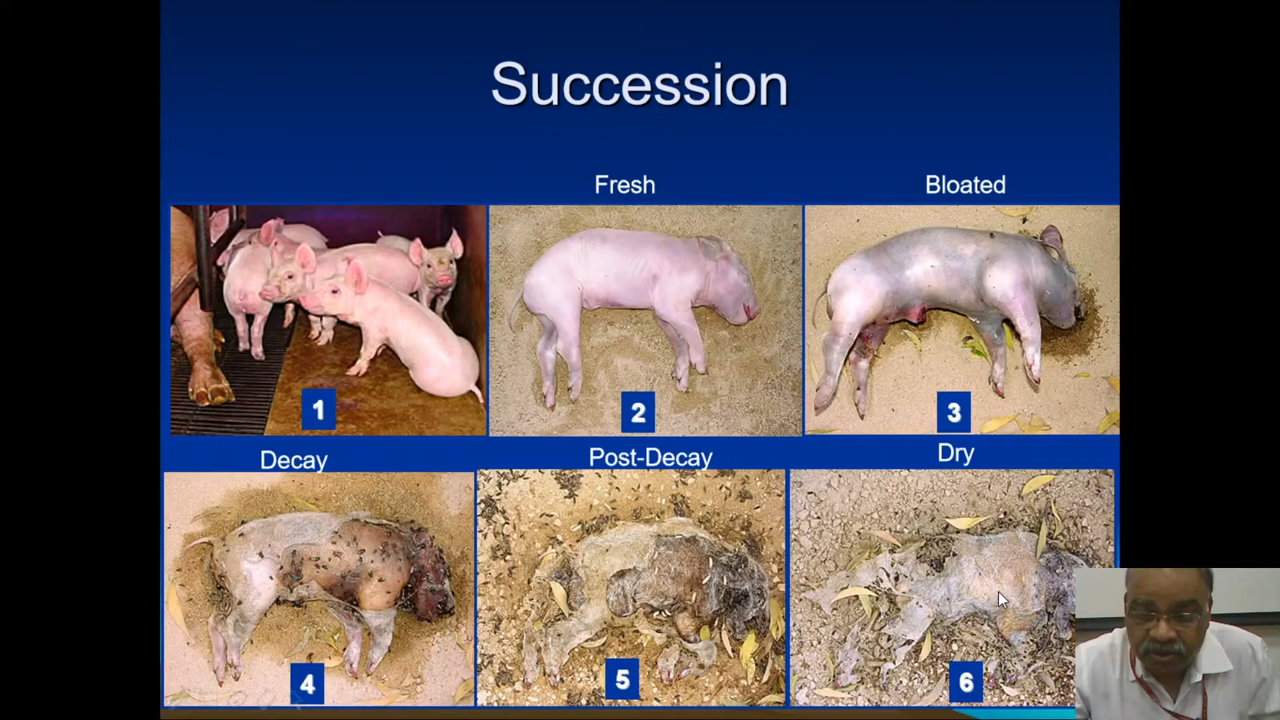 Succession
Fresh
Bloated
1
2
3
Decay
Post-Decay
Dry
4
5
6